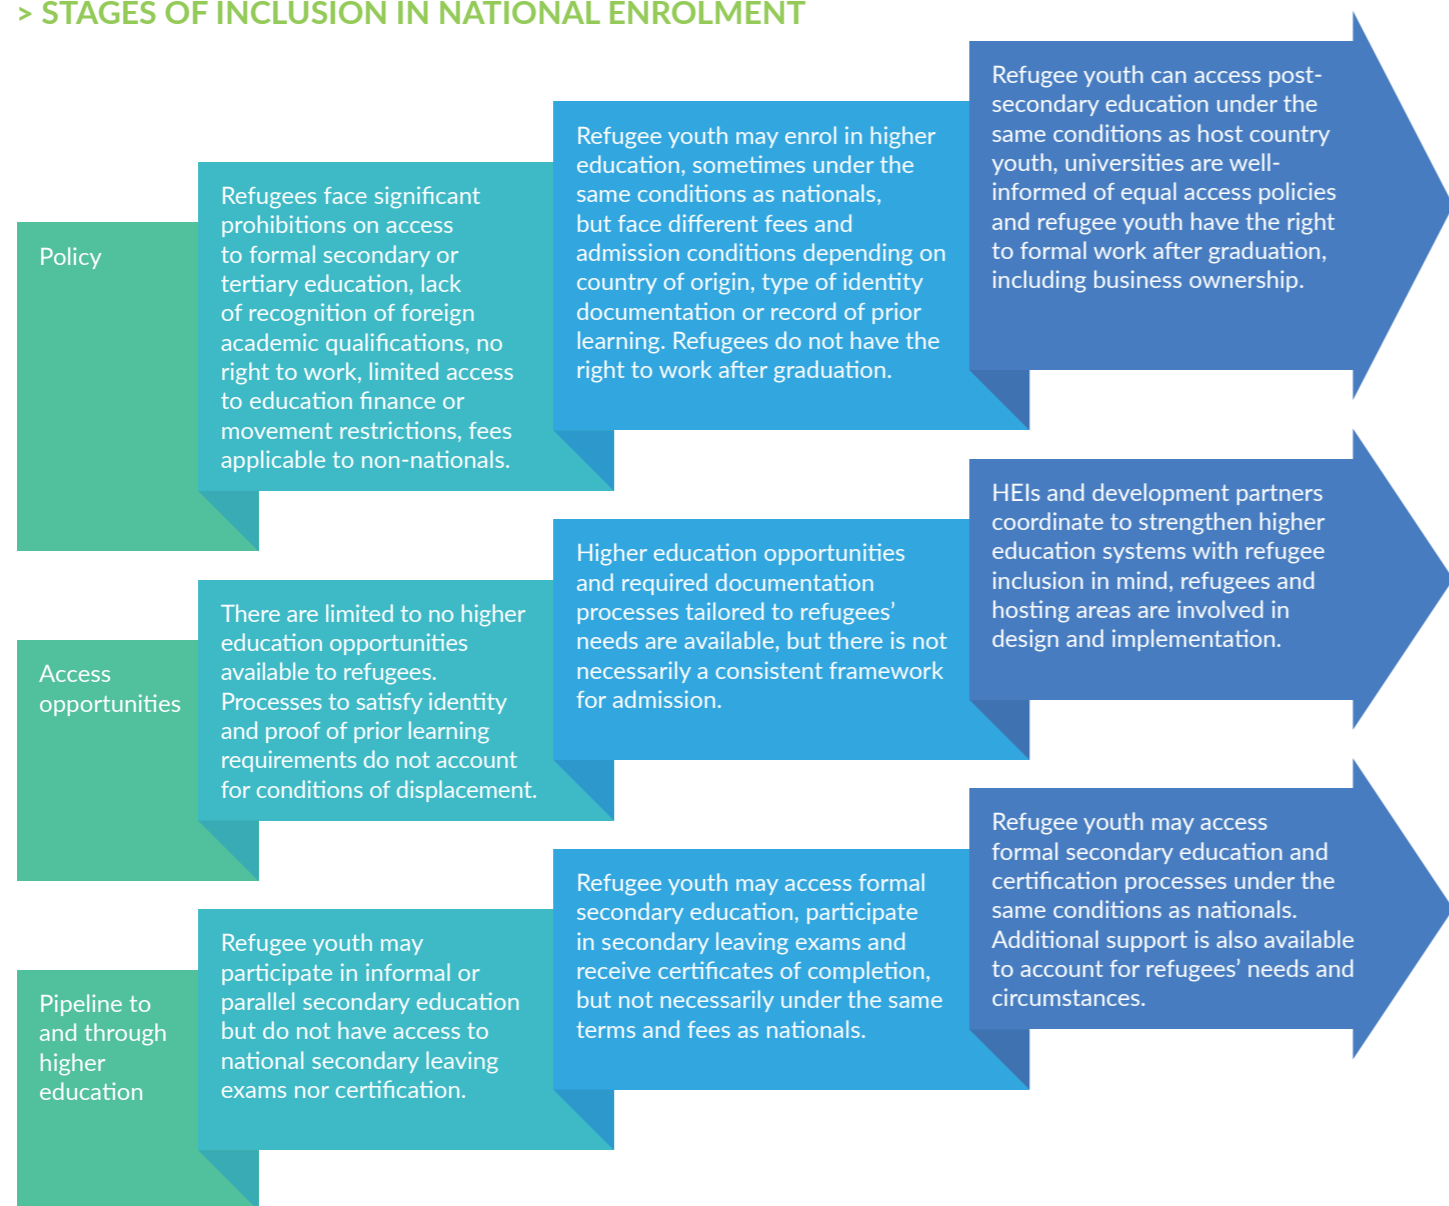 > STAGES OF INCLUSION IN NATIONAL ENROLMENT
Policy
Refugees face significant
prohibitions on access
to formal secondary or
tertiary education, lack
of recognition of foreign
academic qualifications, no
right to work, limited access
to education finance or
movement restrictions, fees
applicable to non-nationals.
Refugee youth may enrol in higher
education, sometimes under the
same conditions as nationals,
but face different fees and
admission conditions depending on
country of origin, type of identity
documentation or record of prior
learning. Refugees do not have the
right to work after graduation.
Refugee youth can access post-
secondary education under the
same conditions as host country
youth, universities are well-
informed of equal access policies
and refugee youth have the right
to formal work after graduation,
including business ownership.
Access
opportunities
There are limited to no higher
education opportunities
available to refugees.
Processes to satisfy identity
and proof of prior learning
requirements do not account
for conditions of displacement.
Higher education opportunities
and required documentation
processes tailored to refugees’
needs are available, but there is not
necessarily a consistent framework
for admission.
HEIs and development partners
coordinate to strengthen higher
education systems with refugee
inclusion in mind, refugees and
hosting areas are involved in
design and implementation.
Pipeline to
and through
higher
education
Refugee youth may
participate in informal or
parallel secondary education
but do not have access to
national secondary leaving
exams nor certification.
Refugee youth may access formal
secondary education, participate
in secondary leaving exams and
receive certificates of completion,
but not necessarily under the same
terms and fees as nationals.
Refugee youth may access
formal secondary education and
certification processes under the
same conditions as nationals.
Additional support is also available
to account for refugees’ needs and
circumstances.